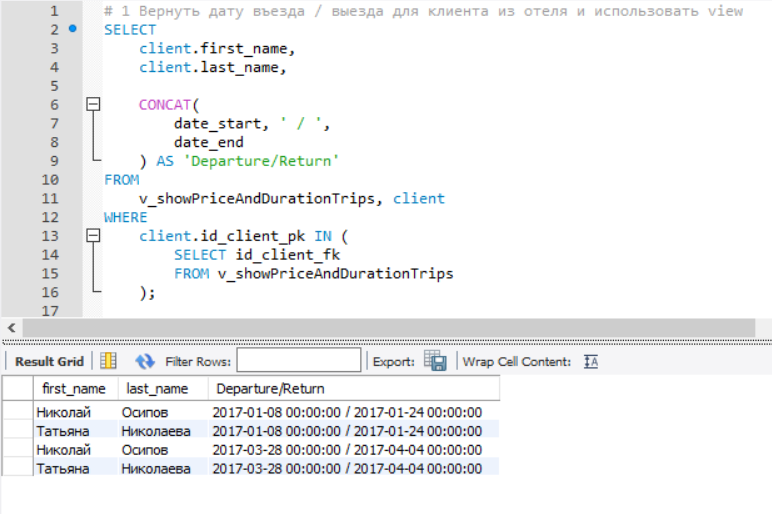 1 # 1 Вернуть дату въезда / выезда для клиента из отеля и использовать view
2 SELECT
3 client.first_name,
4 client.last_name,
5
6 CONCAT(
7 date_start, ' / ',
8 date_end
9 ) AS 'Departure/Return'
10 FROM
11 v_showPriceAndDurationTrips, client
12 WHERE
13 client.id_client_pk IN (
14 SELECT id_client_fk
15 FROM v_showPriceAndDurationTrips
16 );
17
Result Grid Filter Rows: Export: Wrap Cell Content: IA
first_name last_name Departure/Return
Николай Осипов 2017-01-08 00:00:00 / 2017-01-24 00:00:00
Татьяна Николаева 2017-01-08 00:00:00 / 2017-01-24 00:00:00
Николай Осипов 2017-03-28 00:00:00 / 2017-04-04 00:00:00
Татьяна Николаева 2017-03-28 00:00:00 / 2017-04-04 00:00:00